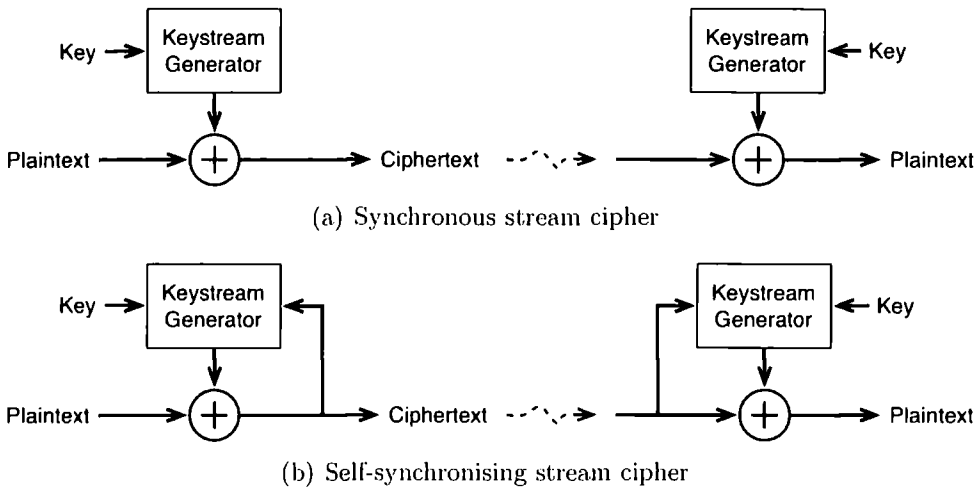 Key
Keystream
Generator
Keystream
Generator
Key
Plaintext
+
Ciphertext
+
Plaintext
(a) Synchronous stream cipher
Key
Keystream
Generator
Keystream
Generator
Key
Plaintext
+
Ciphertext
+
Plaintext
(b) Self-synchronising stream cipher